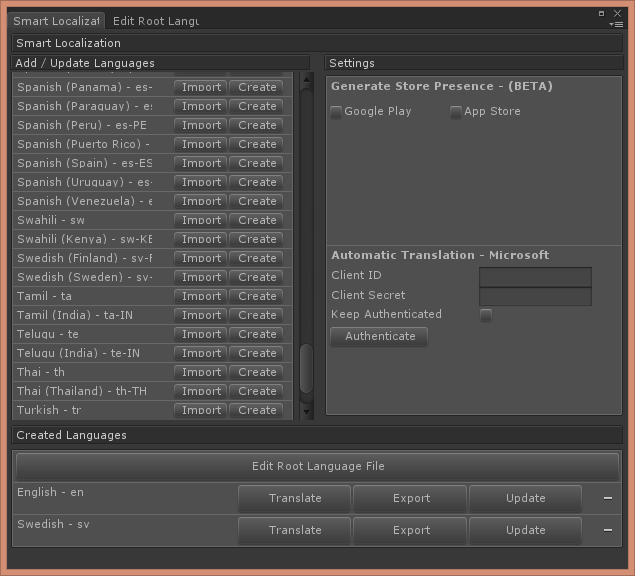 Smart Localizat
Edit Root Langu
Smart Localization
Add / Update Languages
Spanish (Panama) - es- Import Create
Spanish (Paraguay) - es Import Create
Spanish (Peru) - es-PE Import Create
Spanish (Puerto Rico) - Import Create
Spanish (Spain) - es-ES Import Create
Spanish (Uruguay) - es- Import Create
Spanish (Venezuela) - e Import Create
Swahili - sw Import Create
Swahili (Kenya) - sw-KE Import Create
Swedish (Finland) - sv-F Import Create
Swedish (Sweden) - sv- Import Create
Tamil - ta Import Create
Tamil (India) - ta-IN Import Create
Telugu - te Import Create
Telugu (India) - te-IN Import Create
Thai - th Import Create
Thai (Thailand) - th-TH Import Create
Turkish - tr Import Create
Settings
Generate Store Presence - (BETA)
Google Play App Store
Automatic Translation - Microsoft
Client ID
Client Secret
Keep Authenticated
Authenticate
Created Languages
Edit Root Language File
English - en Translate Export Update −
Swedish - sv Translate Export Update −